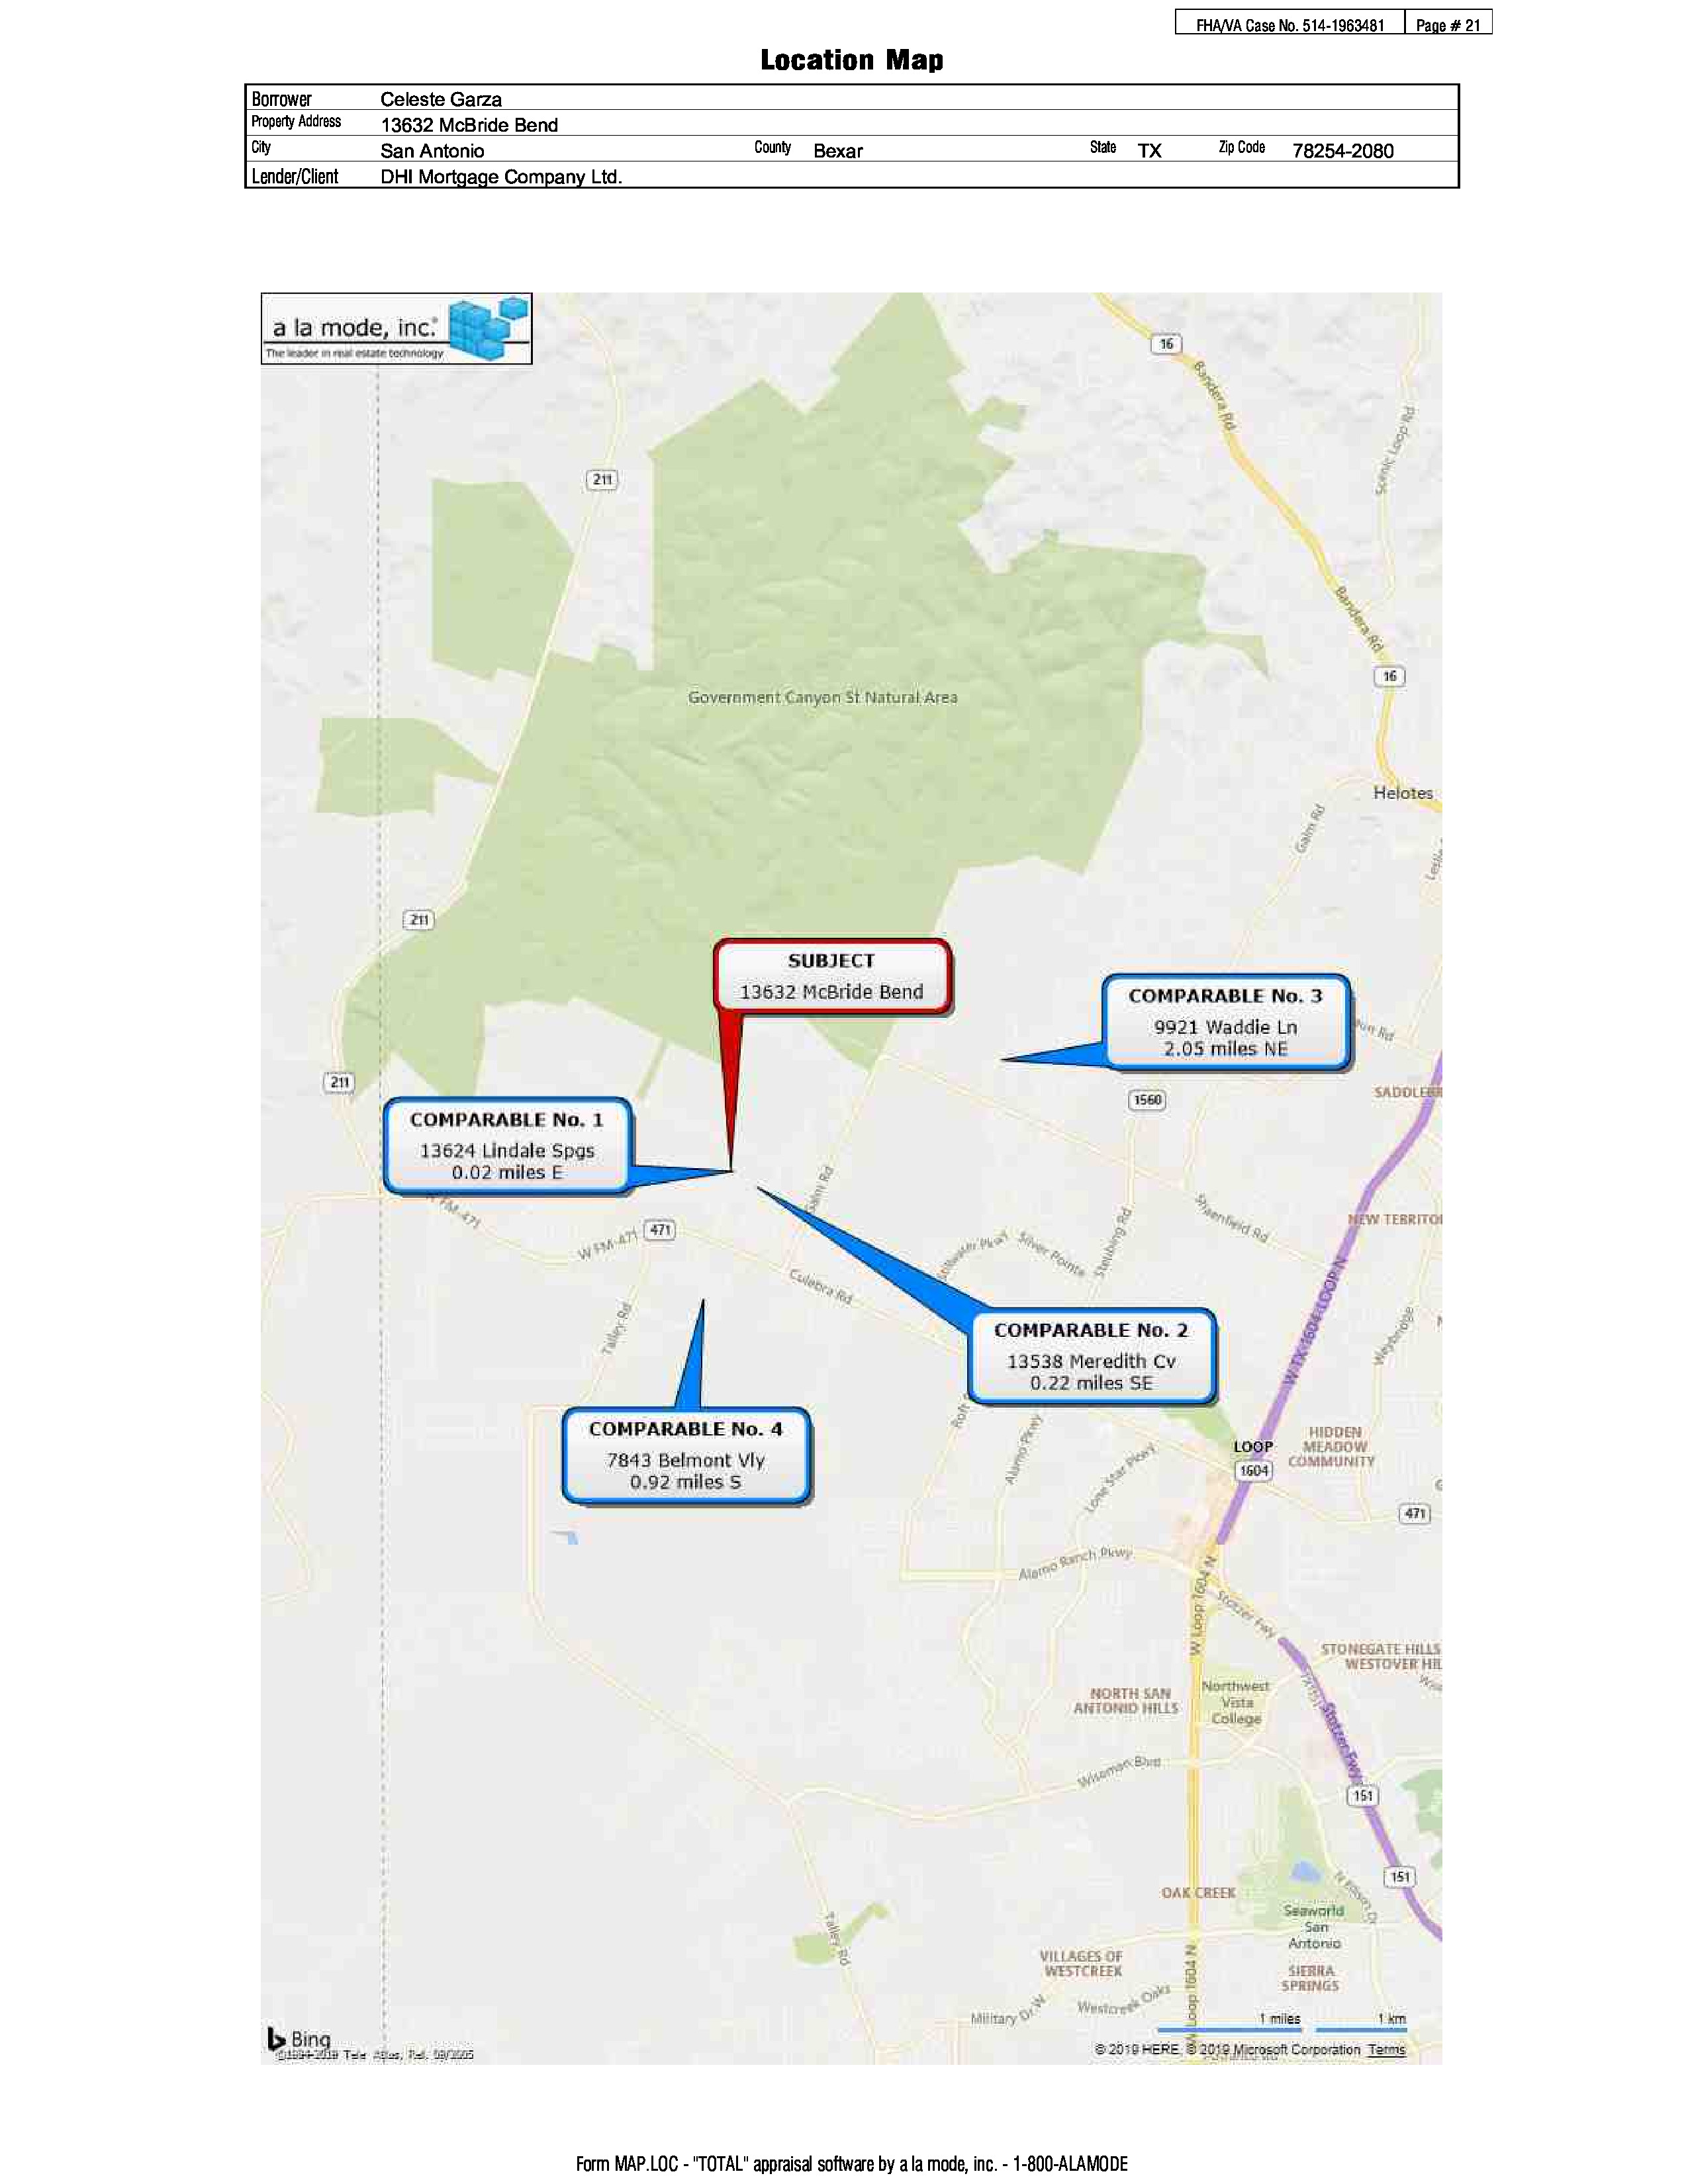 FHA/VA Case No. 514-1963481 Page # 21
Location Map
Borrower Celeste Garza
Property Address 13632 McBride Bend
City San Antonio County Bexar State TX Zip Code 78254-2080
Lender/Client DHI Mortgage Company Ltd.
a la mode, inc.
The leader in real estate technology
16
Bandera Rd
Scenic Loop Rd
211
Bandera Rd
16
Government Canyon St Natural Area
Helotes
Galm Rd
Leslie
211
SUBJECT
13632 McBride Bend
COMPARABLE No. 3
9921 Waddie Ln
2.05 miles NE
Rd
211
1560
COMPARABLE No. 1
13624 Lindale Spgs
0.02 miles E
Galm Rd
W FM-471
W FM-471
471
Shaenfield Rd
Stillwater Pkwy
Silver Pointe
Steubing Rd
NEW TERRITO
Culebra Rd
W TX-1604-LOOP N
Talley Rd
Weybridge
COMPARABLE No. 2
13538 Meredith Cv
0.22 miles SE
COMPARABLE No. 4
7843 Belmont Vly
0.92 miles S
Alamo Pkwy
Lone Star Pkwy
LOOP
1604
HIDDEN
MEADOW
COMMUNITY
471
Alamo Ranch Pkwy
W Loop 1604 N
Stotzer Fwy
STONEGATE HILLS
WESTOVER HIL
NORTH SAN
ANTONIO HILLS
Northwest
Vista
College
Stotzer Fwy
Wiseman Blvd
151
151
OAK CREEK
N Ellison Dr
Seaworld
San
Antonio
Talley Rd
VILLAGES OF
WESTCREEK
SIERRA
SPRINGS
Military Dr W
Westcreek Oaks
W Loop 1604 N
1 miles
1 km
Bing
© 2019 HERE, © 2019 Microsoft Corporation Terms
Form MAP.LOC - "TOTAL" appraisal software by a la mode, inc. - 1-800-ALAMODE